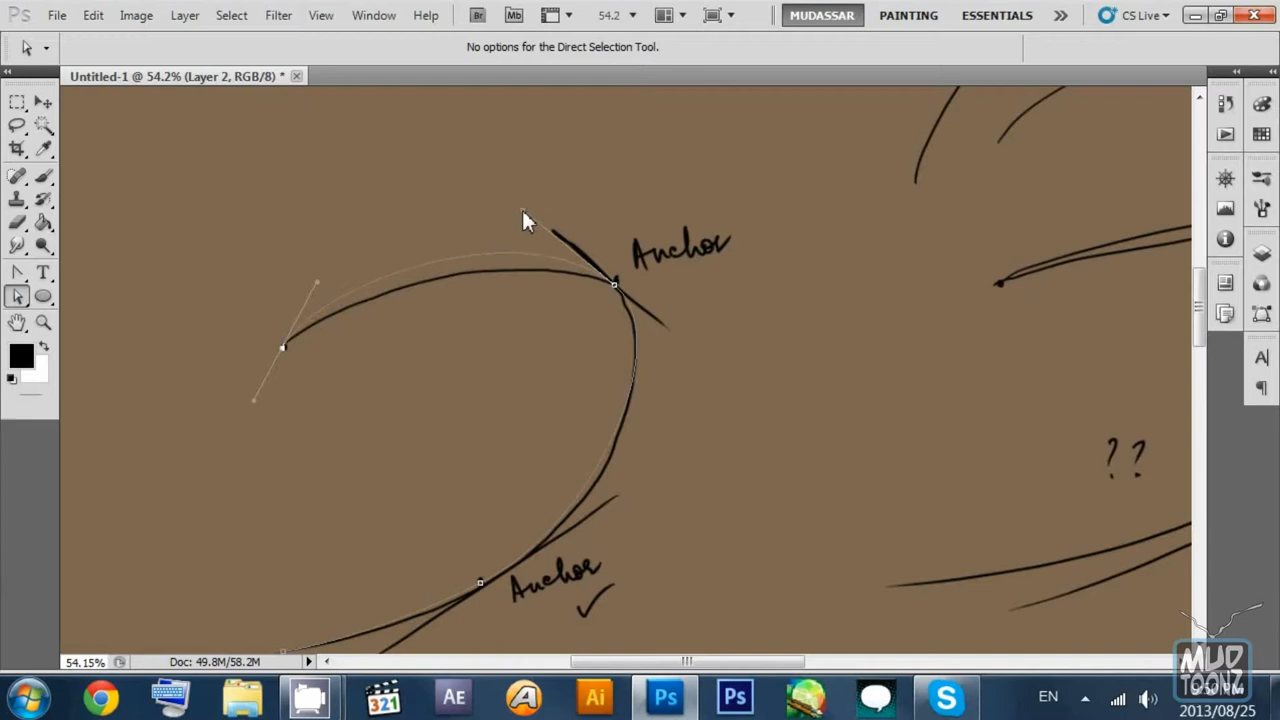 Ps File Edit Image Layer Select Filter View Window Help Br Mb 54.2 MUDASSAR PAINTING ESSENTIALS CS Live
No options for the Direct Selection Tool.
Untitled-1 @ 54.2% (Layer 2, RGB/8) *
Anchor
? ?
Anchor
54.15% Doc: 49.8M/58.2M
MUD
TOONZ
321 Ae Ai Ps Ps EN
2013/08/25